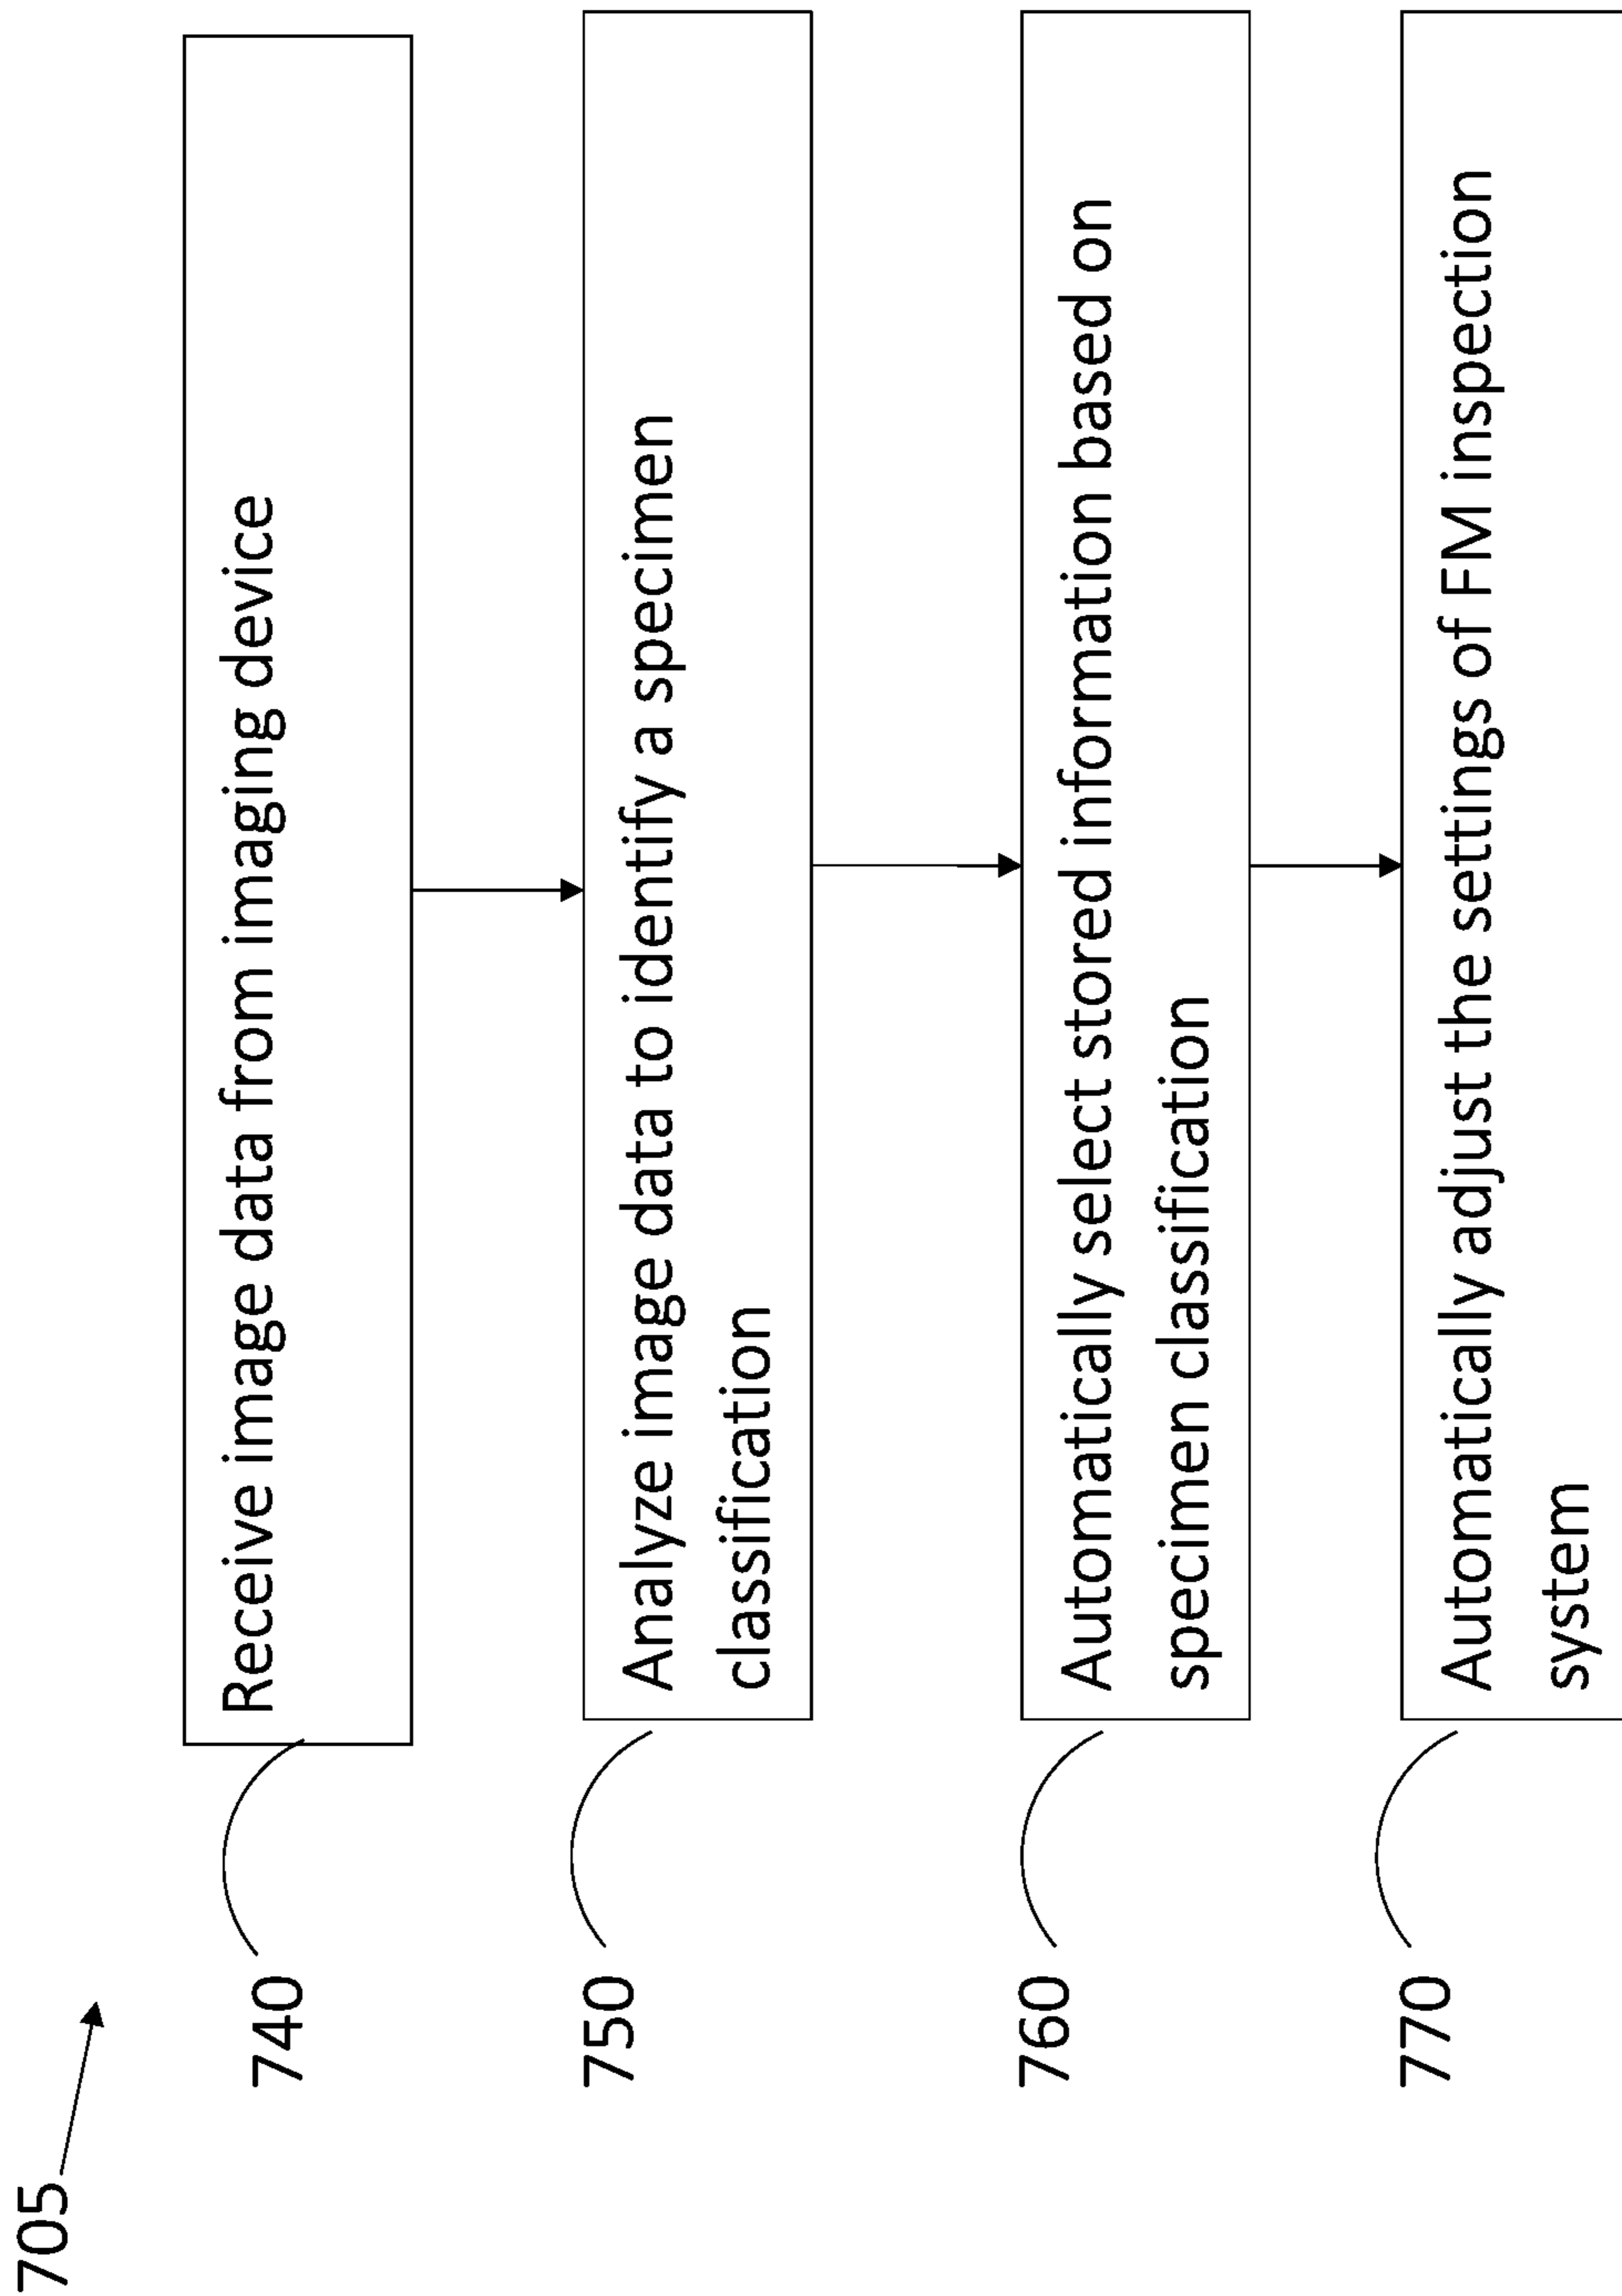 705
740
Receive image data from imaging device
750
Analyze image data to identify a specimen
classification
760
Automatically select stored information based on
specimen classification
770
Automatically adjust the settings of FM inspection
system